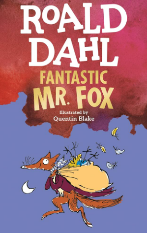 ROALD
DAHL
FANTASTIC
MR. FOX
Illustrated by
Quentin Blake